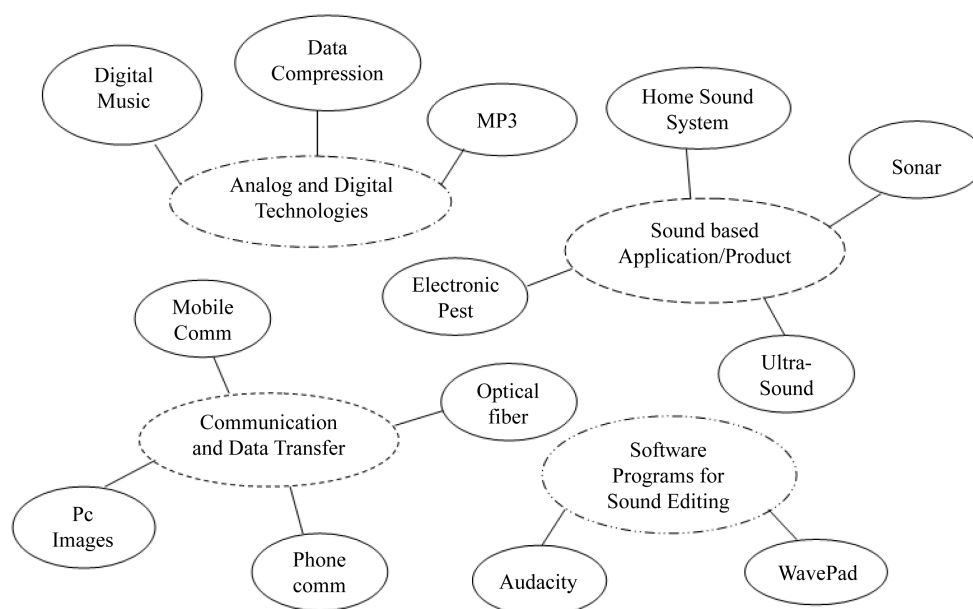 Digital
Music
Data
Compression
MP3
Analog and Digital
Technologies
Home Sound
System
Sonar
Sound based
Application/Product
Electronic
Pest
Ultra-
Sound
Mobile
Comm
Optical
fiber
Communication
and Data Transfer
Pc
Images
Phone
comm
Software
Programs for
Sound Editing
Audacity
WavePad